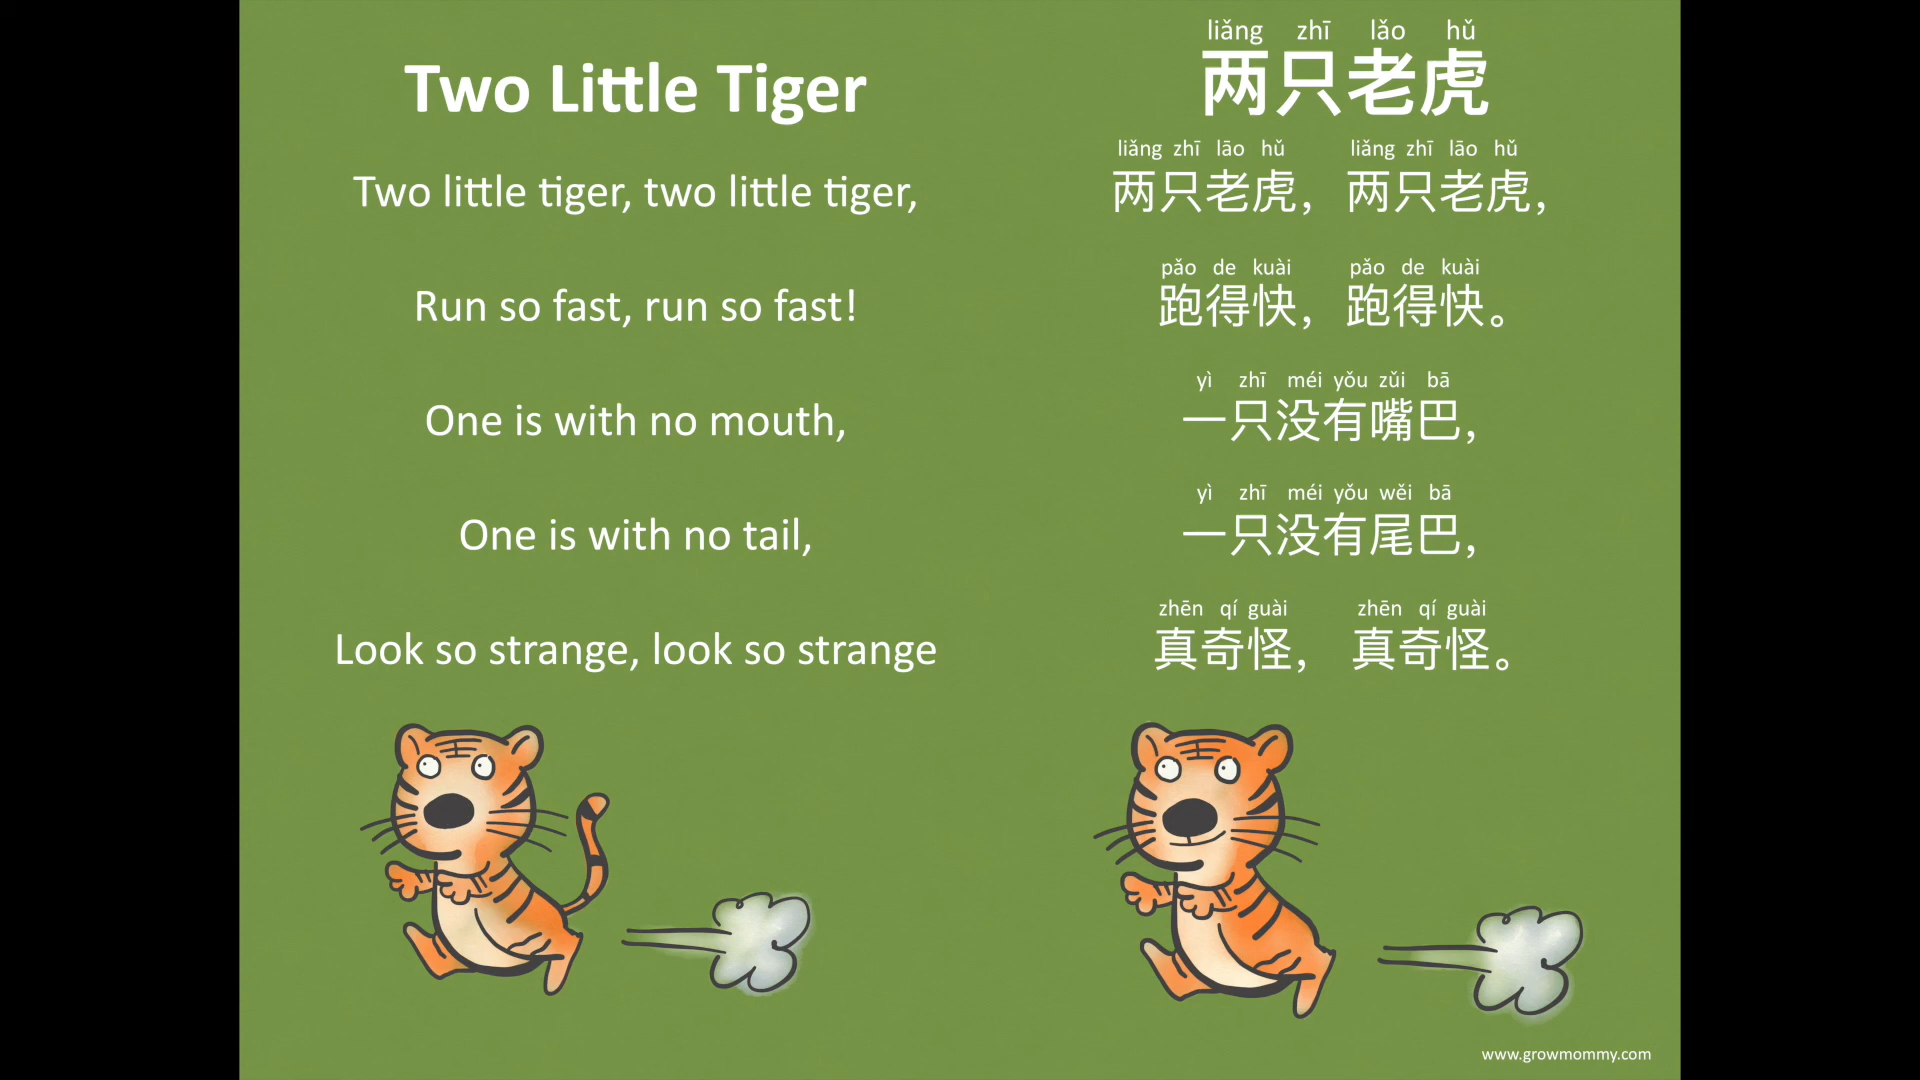 Two Little Tiger
Two little tiger, two little tiger,
Run so fast, run so fast!
One is with no mouth,
One is with no tail,
Look so strange, look so strange
liǎng zhī lǎo hǔ
两只老虎
liǎng zhī lāo hǔ liǎng zhī lāo hǔ
两只老虎，两只老虎，
pǎo de kuài pǎo de kuài
跑得快，跑得快。
yì zhī méi yǒu zǔi bā
一只没有嘴巴，
yì zhī méi yǒu wěi bā
一只没有尾巴，
zhēn qí guài zhēn qí guài
真奇怪， 真奇怪。
www.growmommy.com